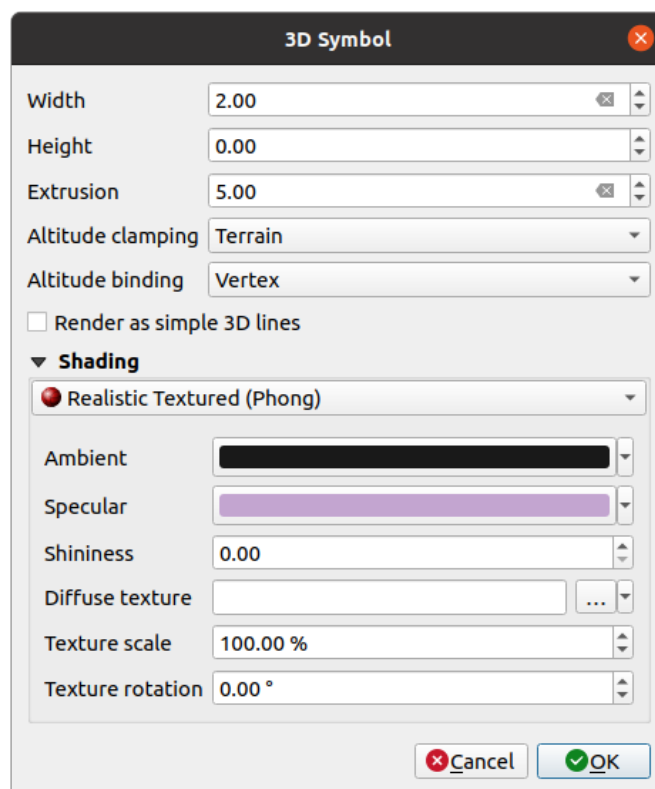 3D Symbol
Width 2.00
Height 0.00
Extrusion 5.00
Altitude clamping Terrain
Altitude binding Vertex
Render as simple 3D lines
Shading
Realistic Textured (Phong)
Ambient
Specular
Shininess 0.00
Diffuse texture ...
Texture scale 100.00 %
Texture rotation 0.00 °
Cancel OK